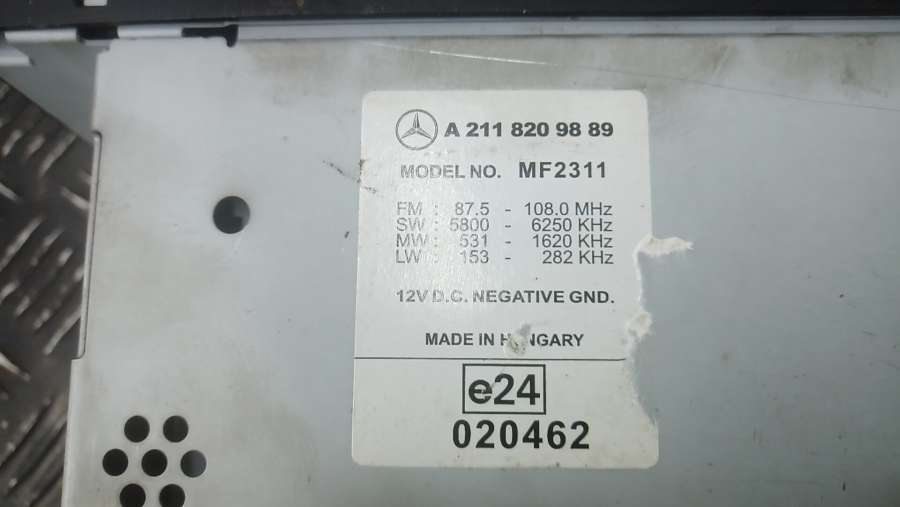 A 211 820 98 89
MODEL NO. MF2311
FM : 87.5 - 108.0 MHz
SW : 5800 - 6250 KHz
MW : 531 - 1620 KHz
LW : 153 - 282 KHz
12V D.C. NEGATIVE GND.
MADE IN HUNGARY
e24
020462